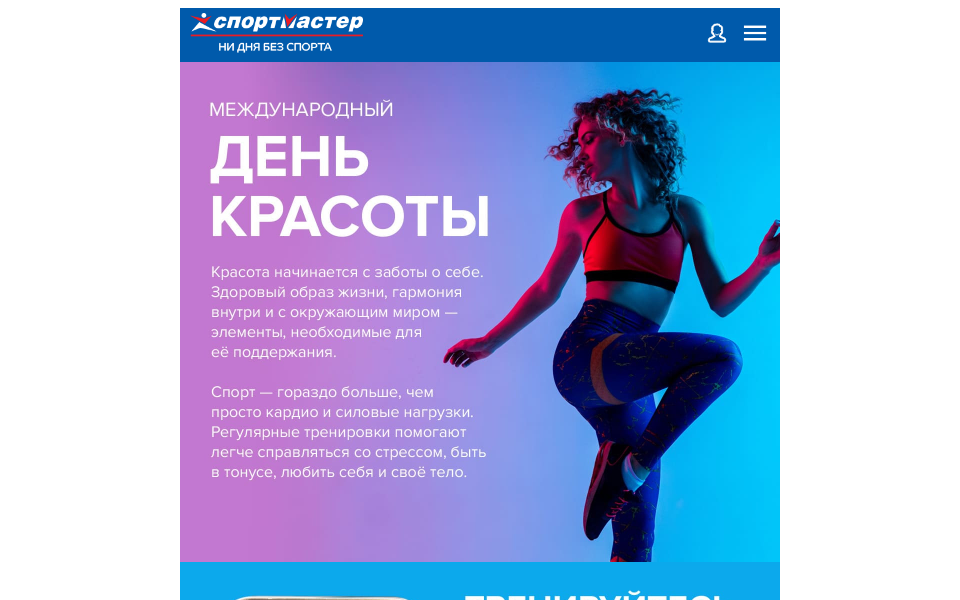 спортмастер
НИ ДНЯ БЕЗ СПОРТА
МЕЖДУНАРОДНЫЙ
ДЕНЬ
КРАСОТЫ
Красота начинается с заботы о себе.
Здоровый образ жизни, гармония
внутри и с окружающим миром —
элементы, необходимые для
её поддержания.
Спорт — гораздо больше, чем
просто кардио и силовые нагрузки.
Регулярные тренировки помогают
легче справляться со стрессом, быть
в тонусе, любить себя и своё тело.